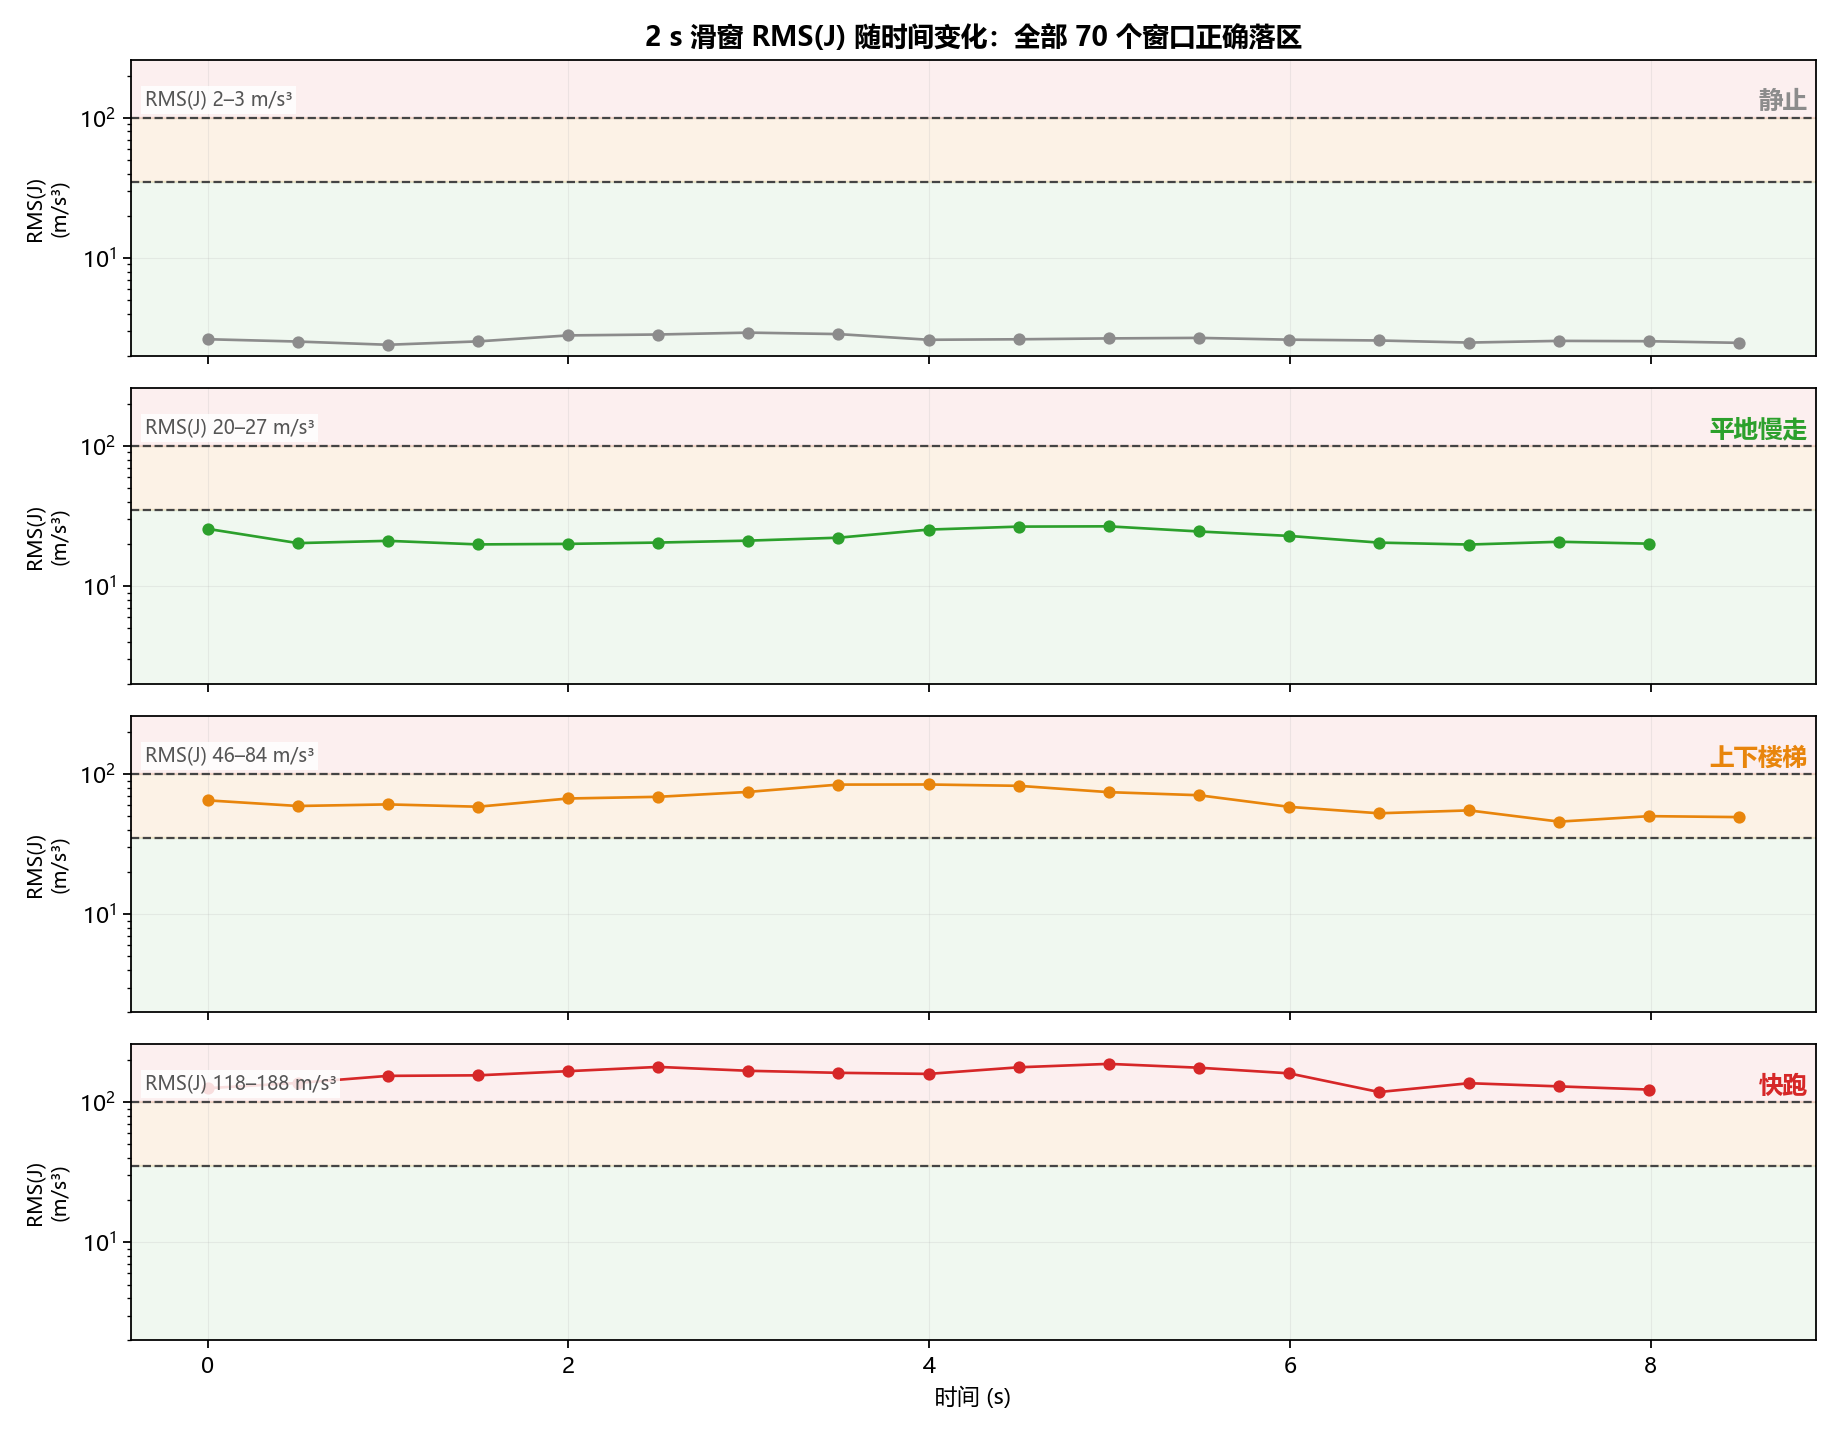 2 s 滑窗 RMS(J) 随时间变化：全部 70 个窗口正确落区
RMS(J) 2–3 m/s³
静止
10²
10¹
RMS(J)
(m/s³)
RMS(J) 20–27 m/s³
平地慢走
10²
10¹
RMS(J)
(m/s³)
RMS(J) 46–84 m/s³
上下楼梯
10²
10¹
RMS(J)
(m/s³)
RMS(J) 118–188 m/s³
快跑
10²
10¹
RMS(J)
(m/s³)
0 2 4 6 8
时间 (s)